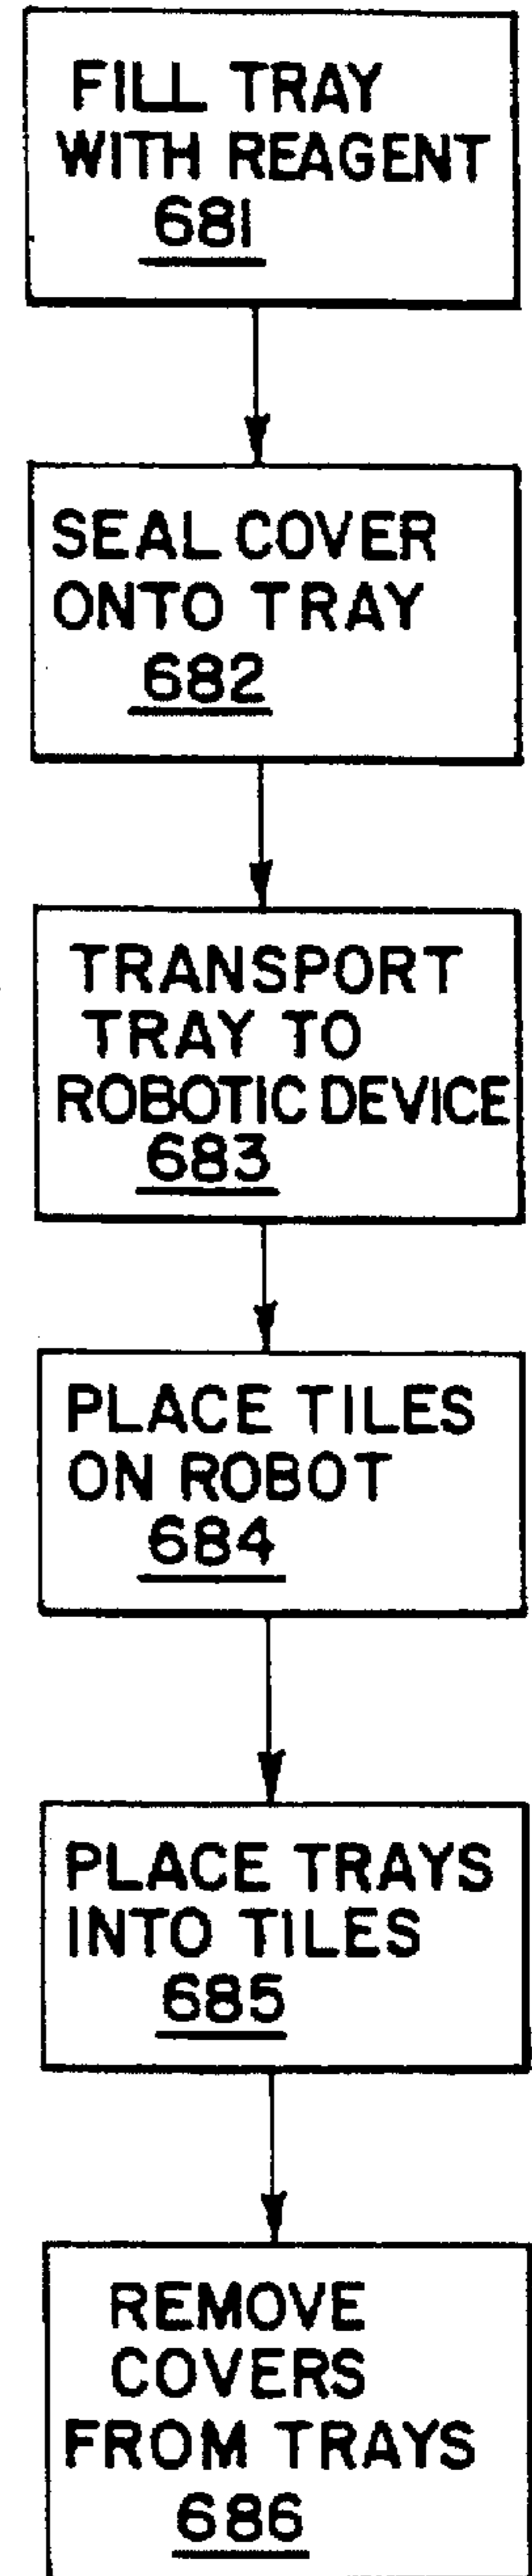 FILL TRAY
WITH REAGENT
681
SEAL COVER
ONTO TRAY
682
TRANSPORT
TRAY TO
ROBOTIC DEVICE
683
PLACE TILES
ON ROBOT
684
PLACE TRAYS
INTO TILES
685
REMOVE
COVERS
FROM TRAYS
686